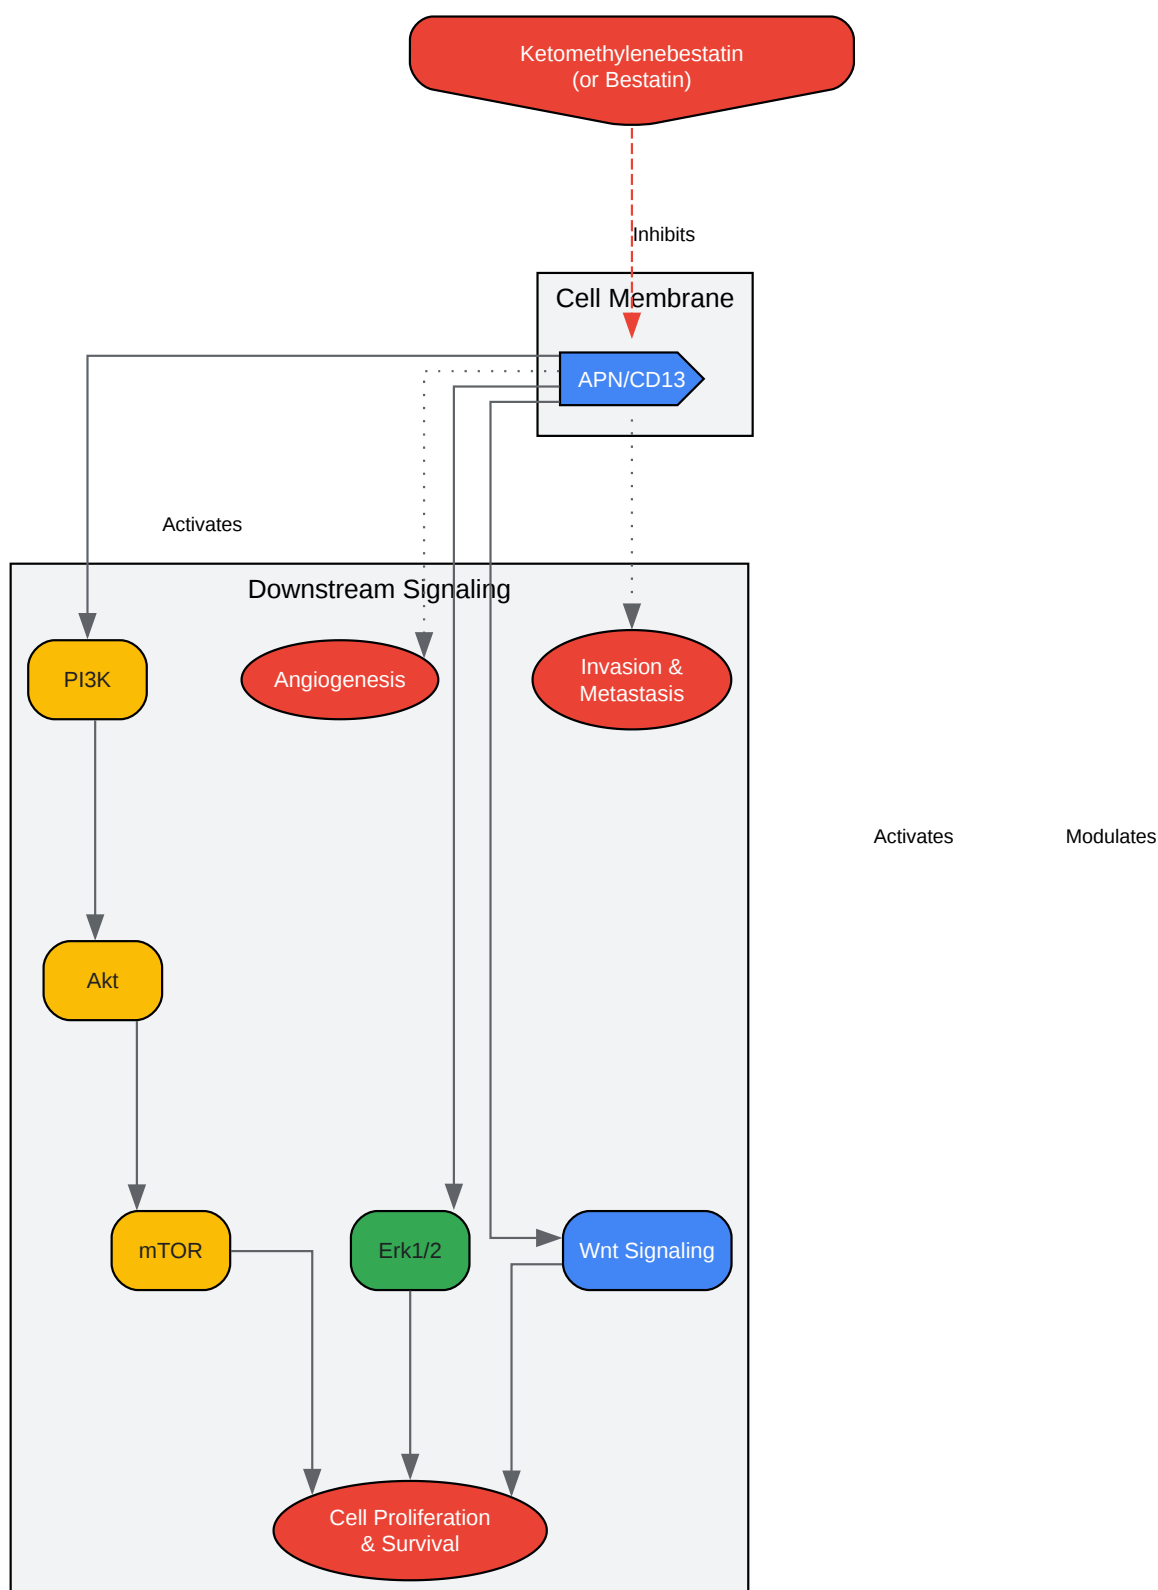 Ketomethylenebestatin
(or Bestatin)
Inhibits
Cell Membrane
APN/CD13
Activates
Downstream Signaling
PI3K
Angiogenesis
Invasion &
Metastasis
Activates
Modulates
Akt
mTOR
Erk1/2
Wnt Signaling
Cell Proliferation
& Survival